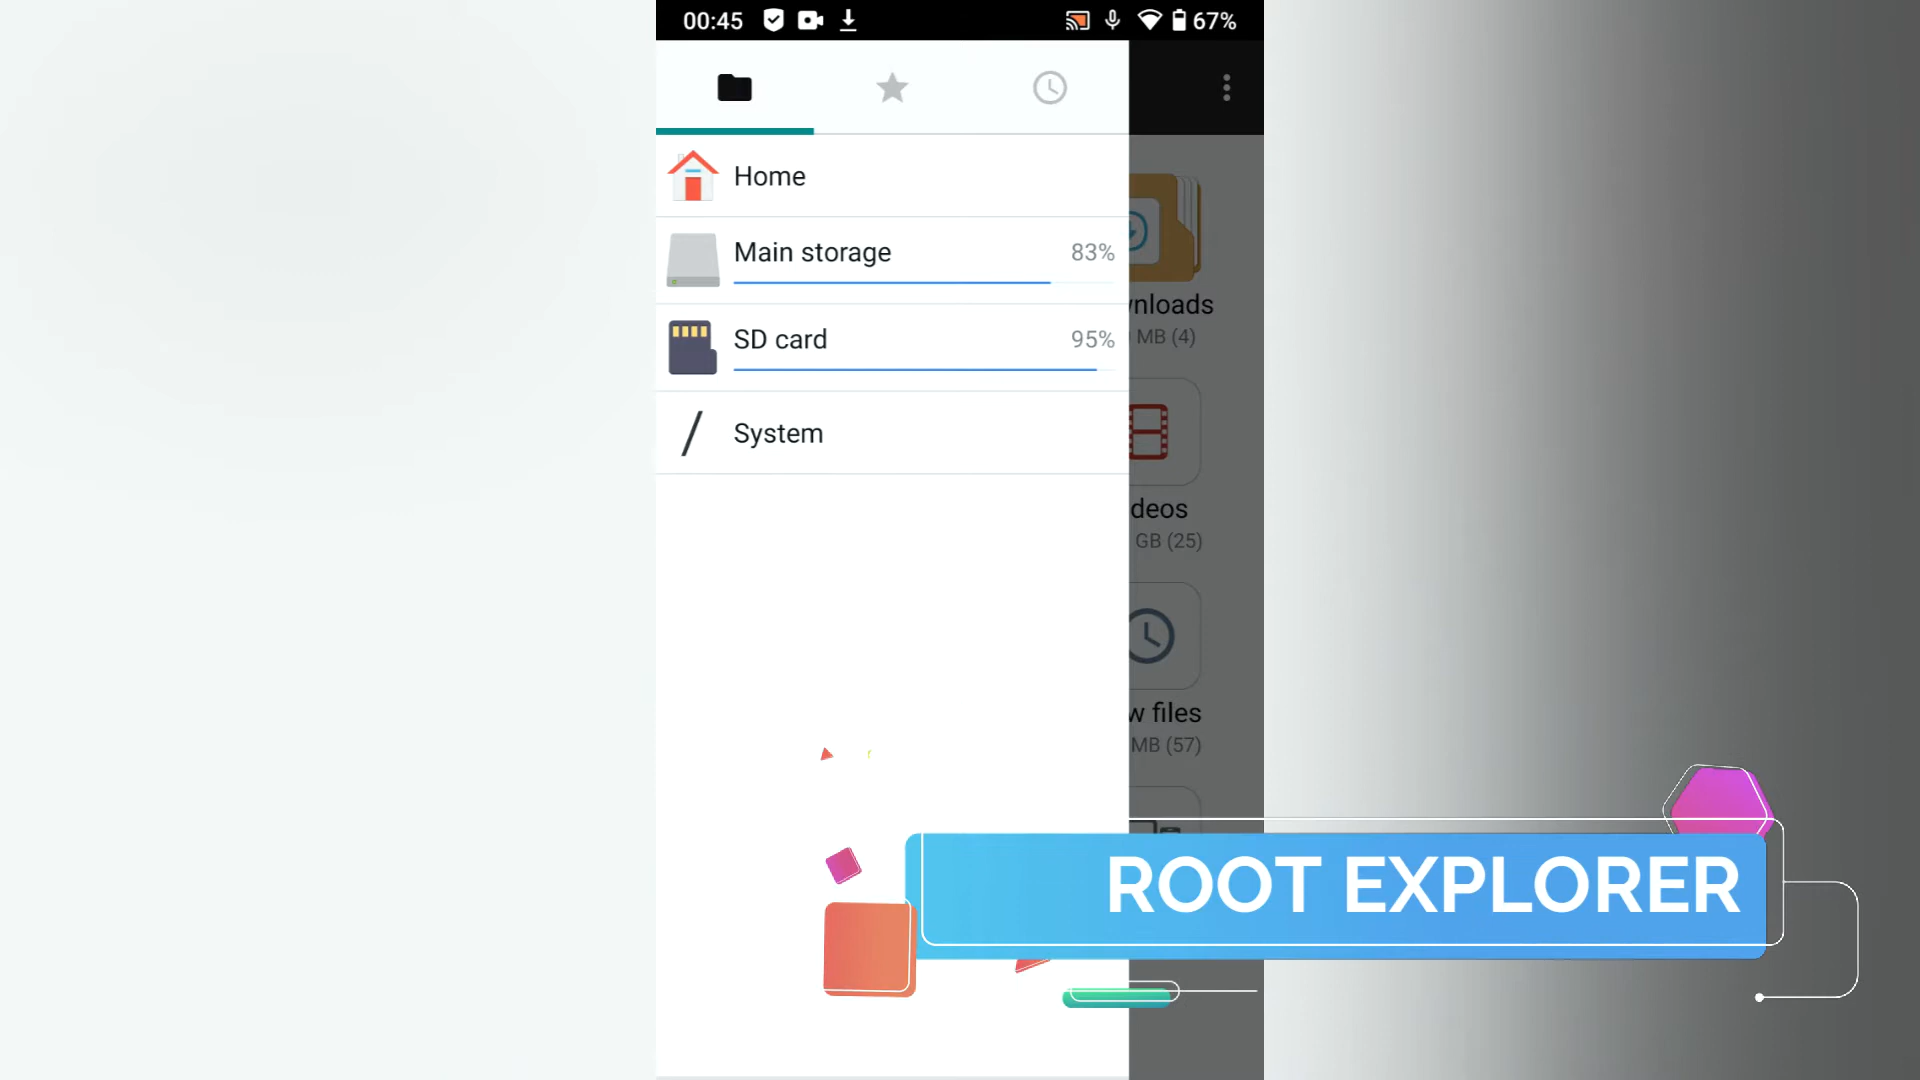 00:45 67%
Home
Main storage 83%
SD card 95%
/ System
wnloads
MB (4)
deos
GB (25)
w files
MB (57)
ROOT EXPLORER